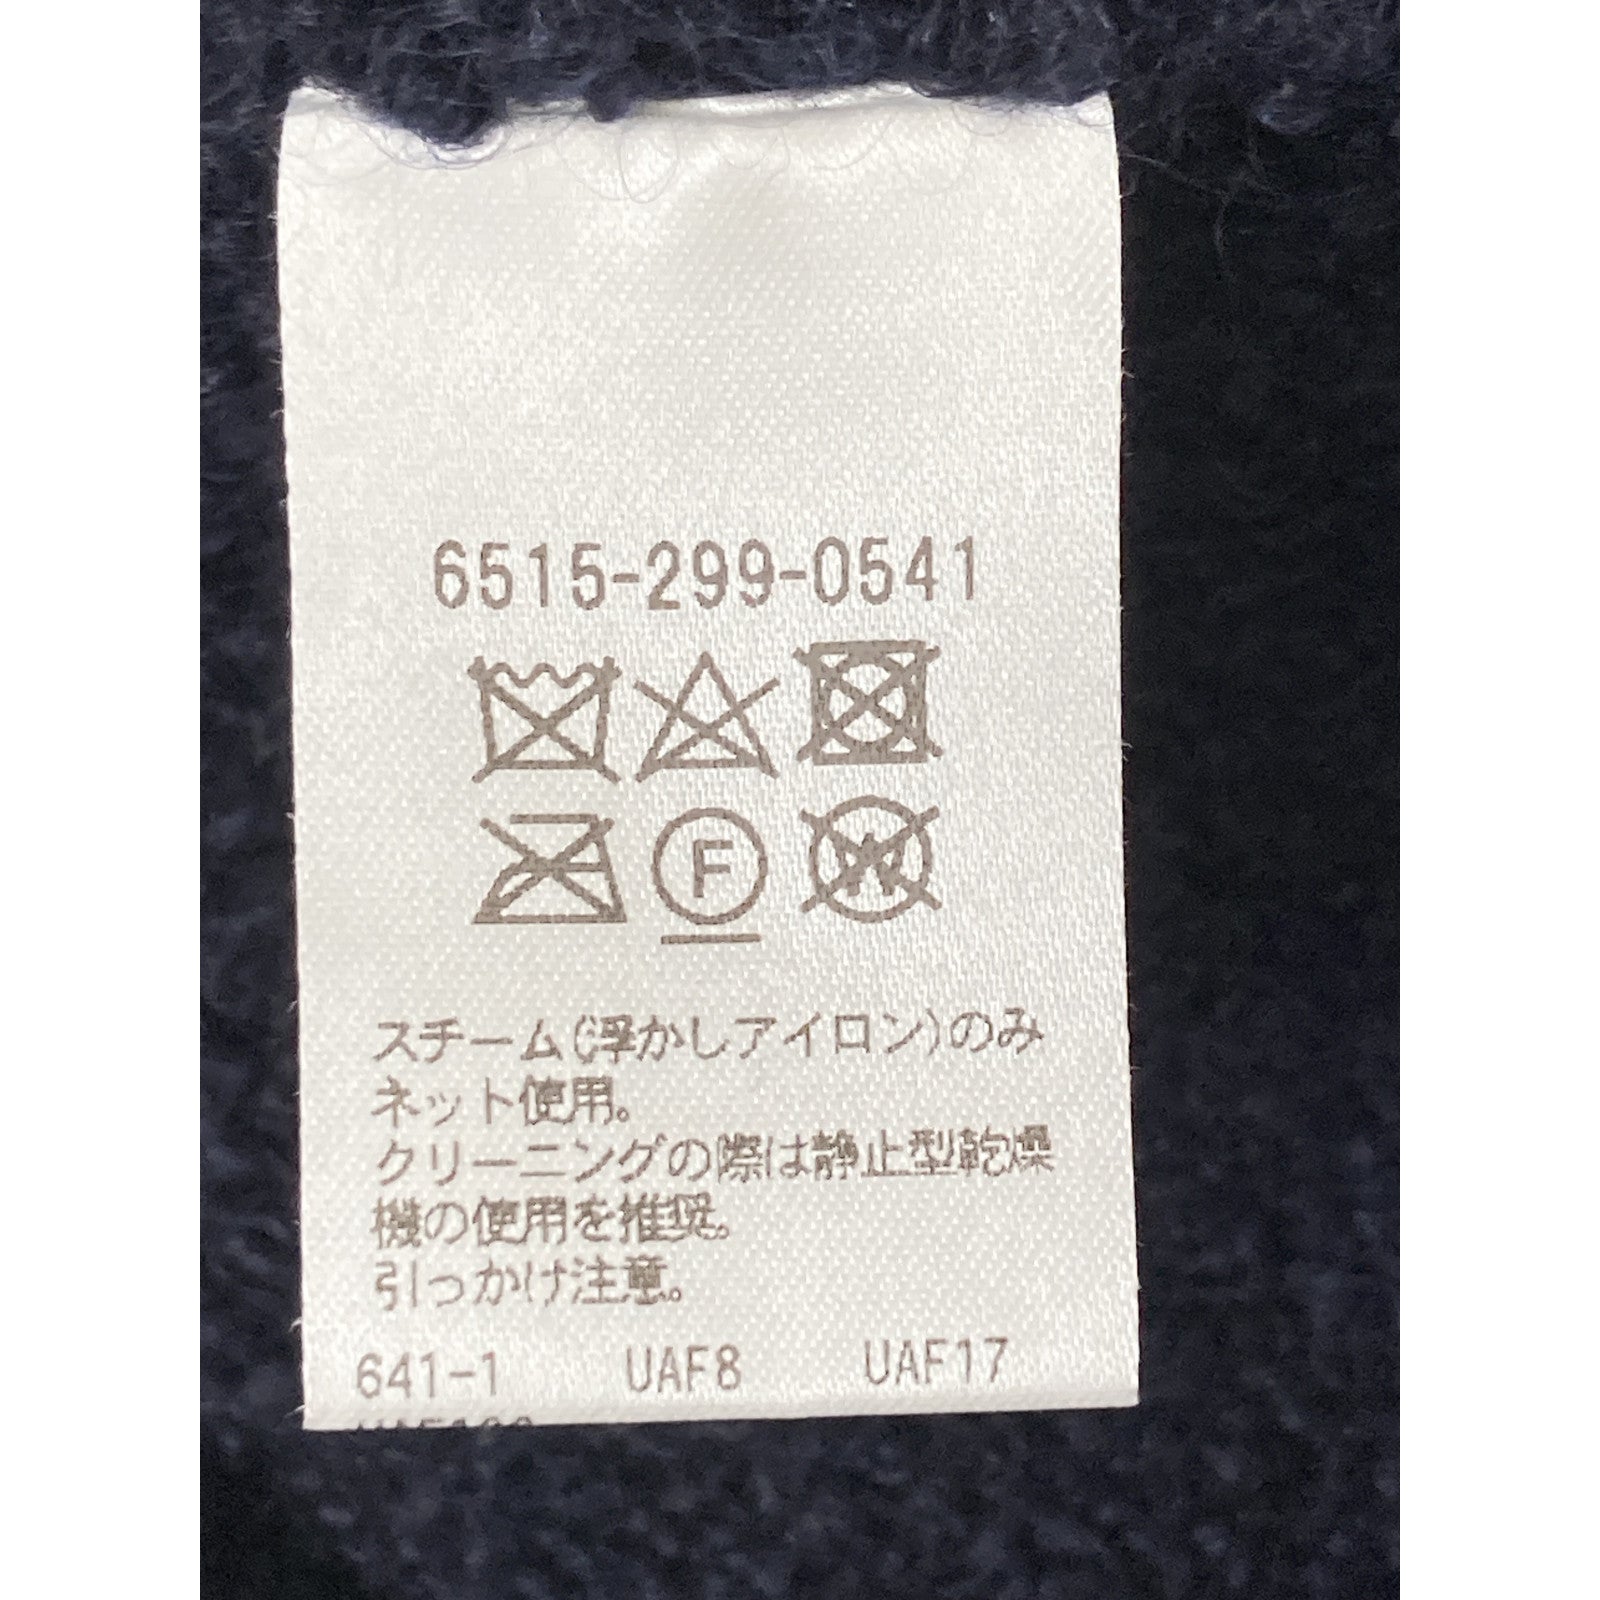 6515-299-0541
F W
スチーム(浮かしアイロン)のみ
ネット使用。
クリーニングの際は静止型乾燥
機の使用を推奨。
引っかけ注意。
641-1 UAF8 UAF17